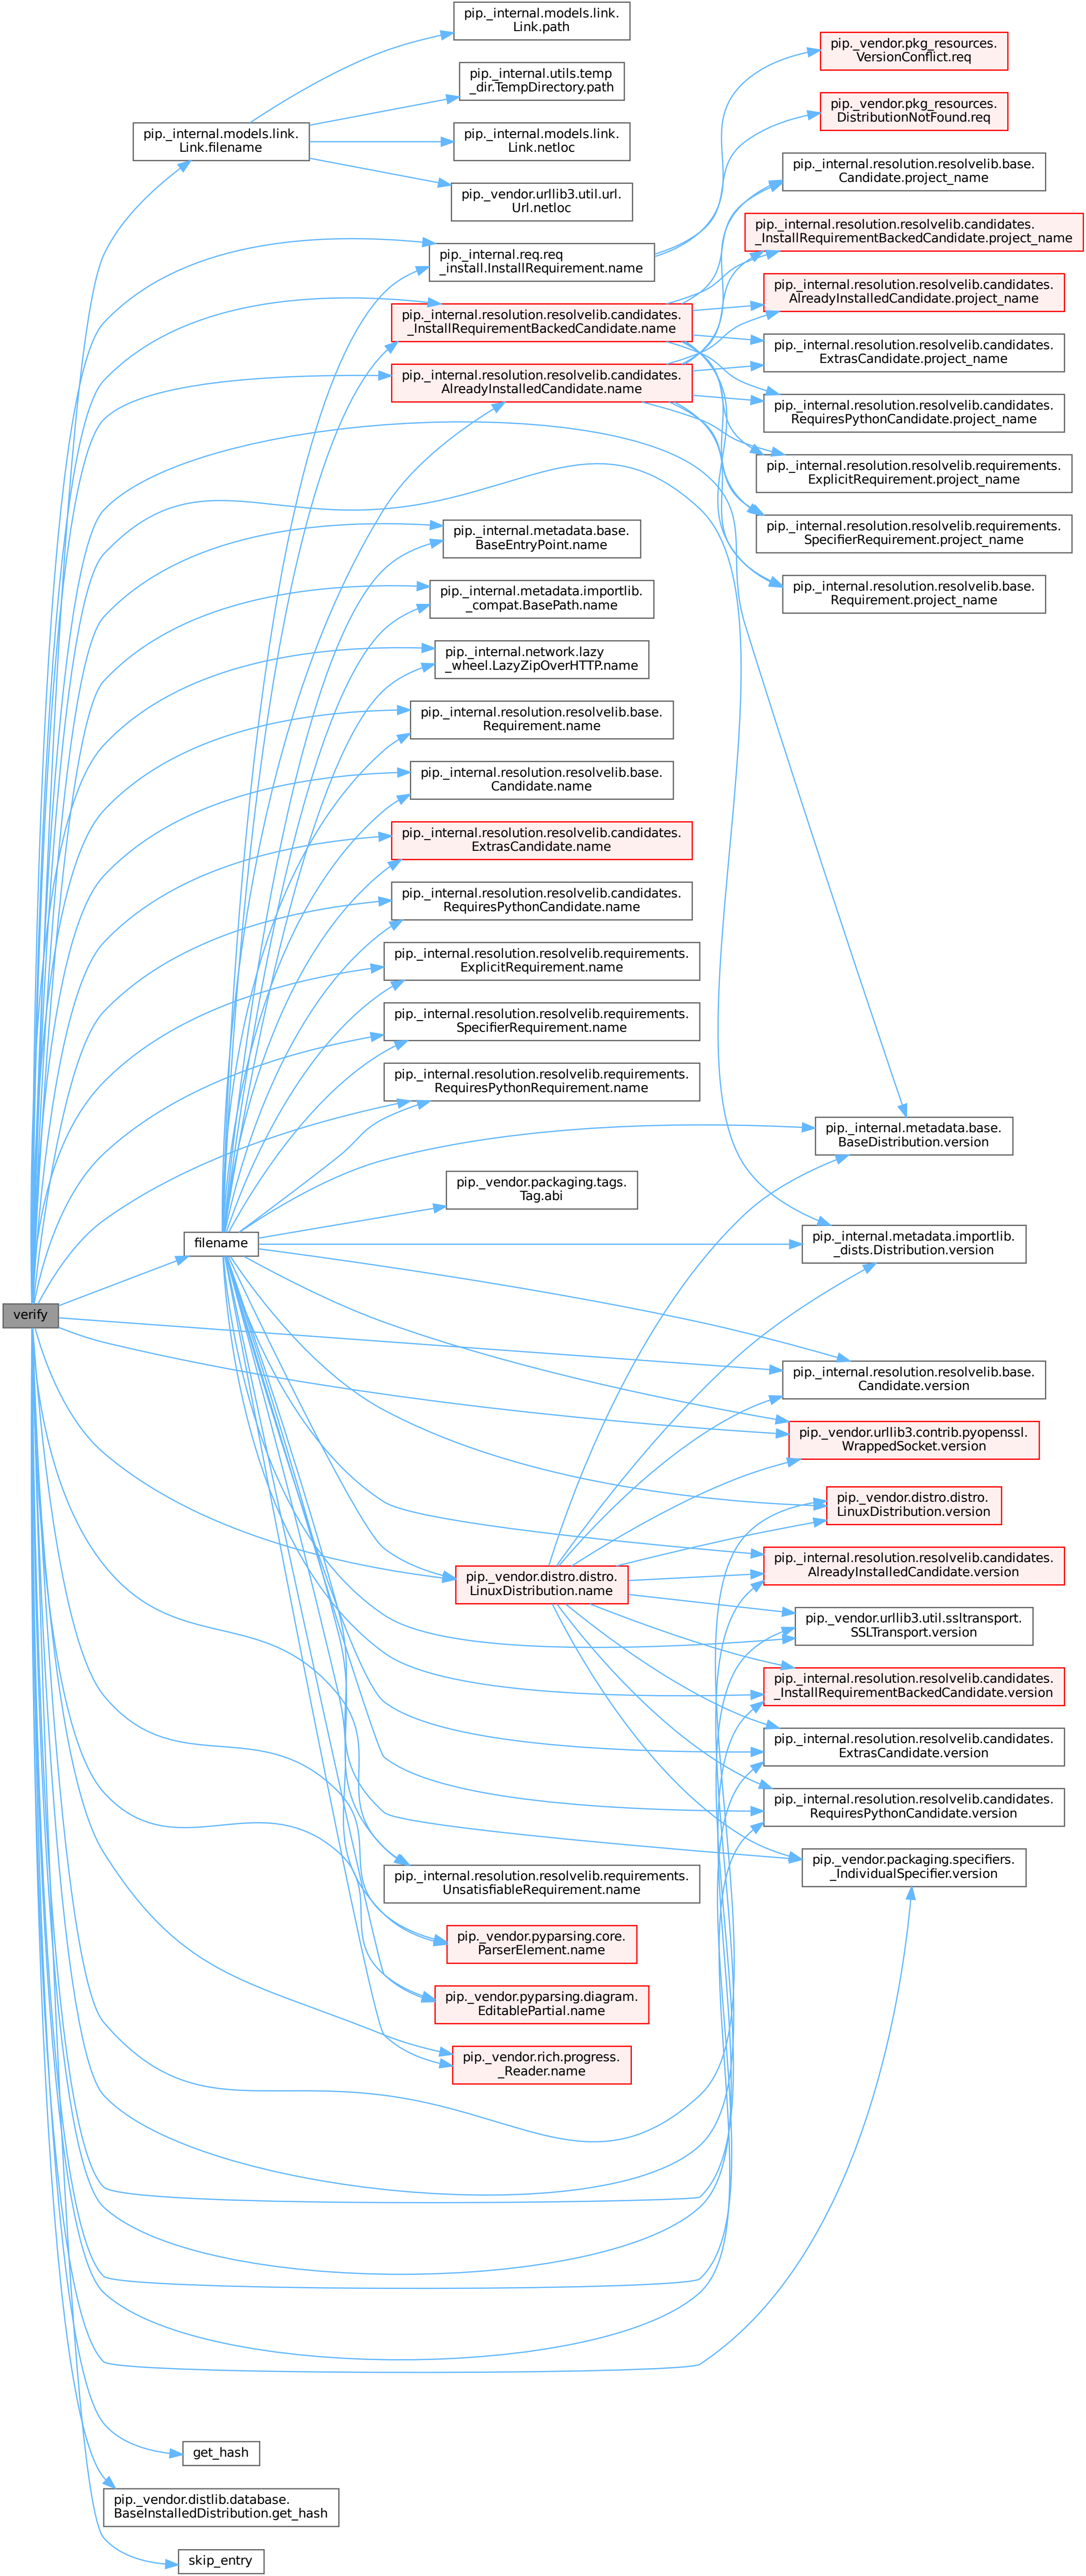 verify
pip._internal.models.link.
Link.filename
filename
get_hash
pip._vendor.distlib.database.
BaseInstalledDistribution.get_hash
skip_entry
pip._internal.models.link.
Link.path
pip._internal.utils.temp
_dir.TempDirectory.path
pip._internal.models.link.
Link.netloc
pip._vendor.urllib3.util.url.
Url.netloc
pip._internal.req.req
_install.InstallRequirement.name
pip._internal.resolution.resolvelib.candidates.
_InstallRequirementBackedCandidate.name
pip._internal.resolution.resolvelib.candidates.
AlreadyInstalledCandidate.name
pip._internal.metadata.base.
BaseEntryPoint.name
pip._internal.metadata.importlib.
_compat.BasePath.name
pip._internal.network.lazy
_wheel.LazyZipOverHTTP.name
pip._internal.resolution.resolvelib.base.
Requirement.name
pip._internal.resolution.resolvelib.base.
Candidate.name
pip._internal.resolution.resolvelib.candidates.
ExtrasCandidate.name
pip._internal.resolution.resolvelib.candidates.
RequiresPythonCandidate.name
pip._internal.resolution.resolvelib.requirements.
ExplicitRequirement.name
pip._internal.resolution.resolvelib.requirements.
SpecifierRequirement.name
pip._internal.resolution.resolvelib.requirements.
RequiresPythonRequirement.name
pip._vendor.packaging.tags.
Tag.abi
pip._vendor.distro.distro.
LinuxDistribution.name
pip._internal.resolution.resolvelib.requirements.
UnsatisfiableRequirement.name
pip._vendor.pyparsing.core.
ParserElement.name
pip._vendor.pyparsing.diagram.
EditablePartial.name
pip._vendor.rich.progress.
_Reader.name
pip._vendor.pkg_resources.
VersionConflict.req
pip._vendor.pkg_resources.
DistributionNotFound.req
pip._internal.resolution.resolvelib.base.
Candidate.project_name
pip._internal.resolution.resolvelib.candidates.
_InstallRequirementBackedCandidate.project_name
pip._internal.resolution.resolvelib.candidates.
AlreadyInstalledCandidate.project_name
pip._internal.resolution.resolvelib.candidates.
ExtrasCandidate.project_name
pip._internal.resolution.resolvelib.candidates.
RequiresPythonCandidate.project_name
pip._internal.resolution.resolvelib.requirements.
ExplicitRequirement.project_name
pip._internal.resolution.resolvelib.requirements.
SpecifierRequirement.project_name
pip._internal.resolution.resolvelib.base.
Requirement.project_name
pip._internal.metadata.base.
BaseDistribution.version
pip._internal.metadata.importlib.
_dists.Distribution.version
pip._internal.resolution.resolvelib.base.
Candidate.version
pip._vendor.urllib3.contrib.pyopenssl.
WrappedSocket.version
pip._vendor.distro.distro.
LinuxDistribution.version
pip._internal.resolution.resolvelib.candidates.
AlreadyInstalledCandidate.version
pip._vendor.urllib3.util.ssltransport.
SSLTransport.version
pip._internal.resolution.resolvelib.candidates.
_InstallRequirementBackedCandidate.version
pip._internal.resolution.resolvelib.candidates.
ExtrasCandidate.version
pip._internal.resolution.resolvelib.candidates.
RequiresPythonCandidate.version
pip._vendor.packaging.specifiers.
_IndividualSpecifier.version